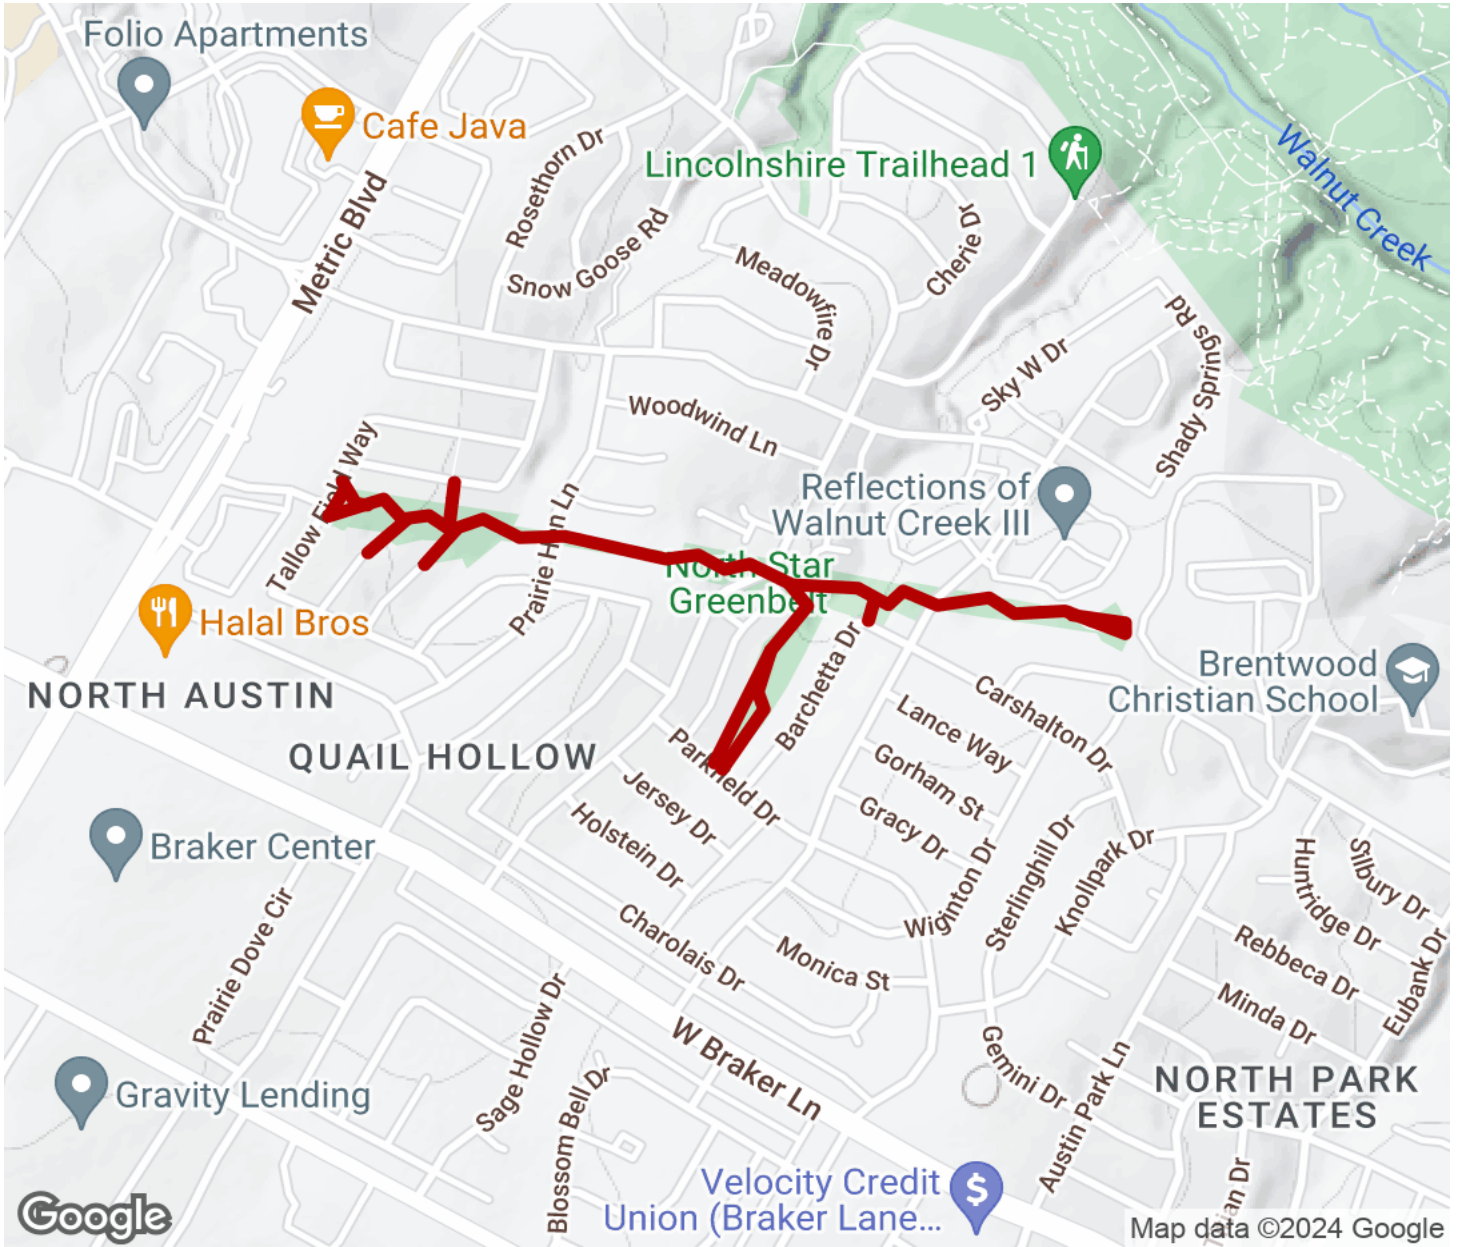 Folio Apartments
Cafe Java
Metric Blvd
Rosethorn Dr
Snow Goose Rd
Lincolnshire Trailhead 1
Walnut Creek
Meadowfire Dr
Cherie Dr
Sky W Dr
Shady Springs Rd
Woodwind Ln
Tallow Field Way
Prairie Hen Ln
Reflections of
Walnut Creek III
North Star
Greenbelt
Halal Bros
NORTH AUSTIN
QUAIL HOLLOW
Barchetta Dr
Brentwood
Christian School
Carshalton Dr
Lance Way
Gorham St
Gracy Dr
Parkfield Dr
Jersey Dr
Holstein Dr
Braker Center
Wiginton Dr
Sterlinghill Dr
Knollpark Dr
Huntridge Dr
Silbury Dr
Eubank Dr
Rebbeca Dr
Minda Dr
Charolais Dr
Monica St
Prairie Dove Cir
Sage Hollow Dr
Blossom Bell Dr
W Braker Ln
Gemini Dr
Austin Park Ln
NORTH PARK
ESTATES
Gravity Lending
Velocity Credit
Union (Braker Lane...
ian Dr
Google
Map data ©2024 Google